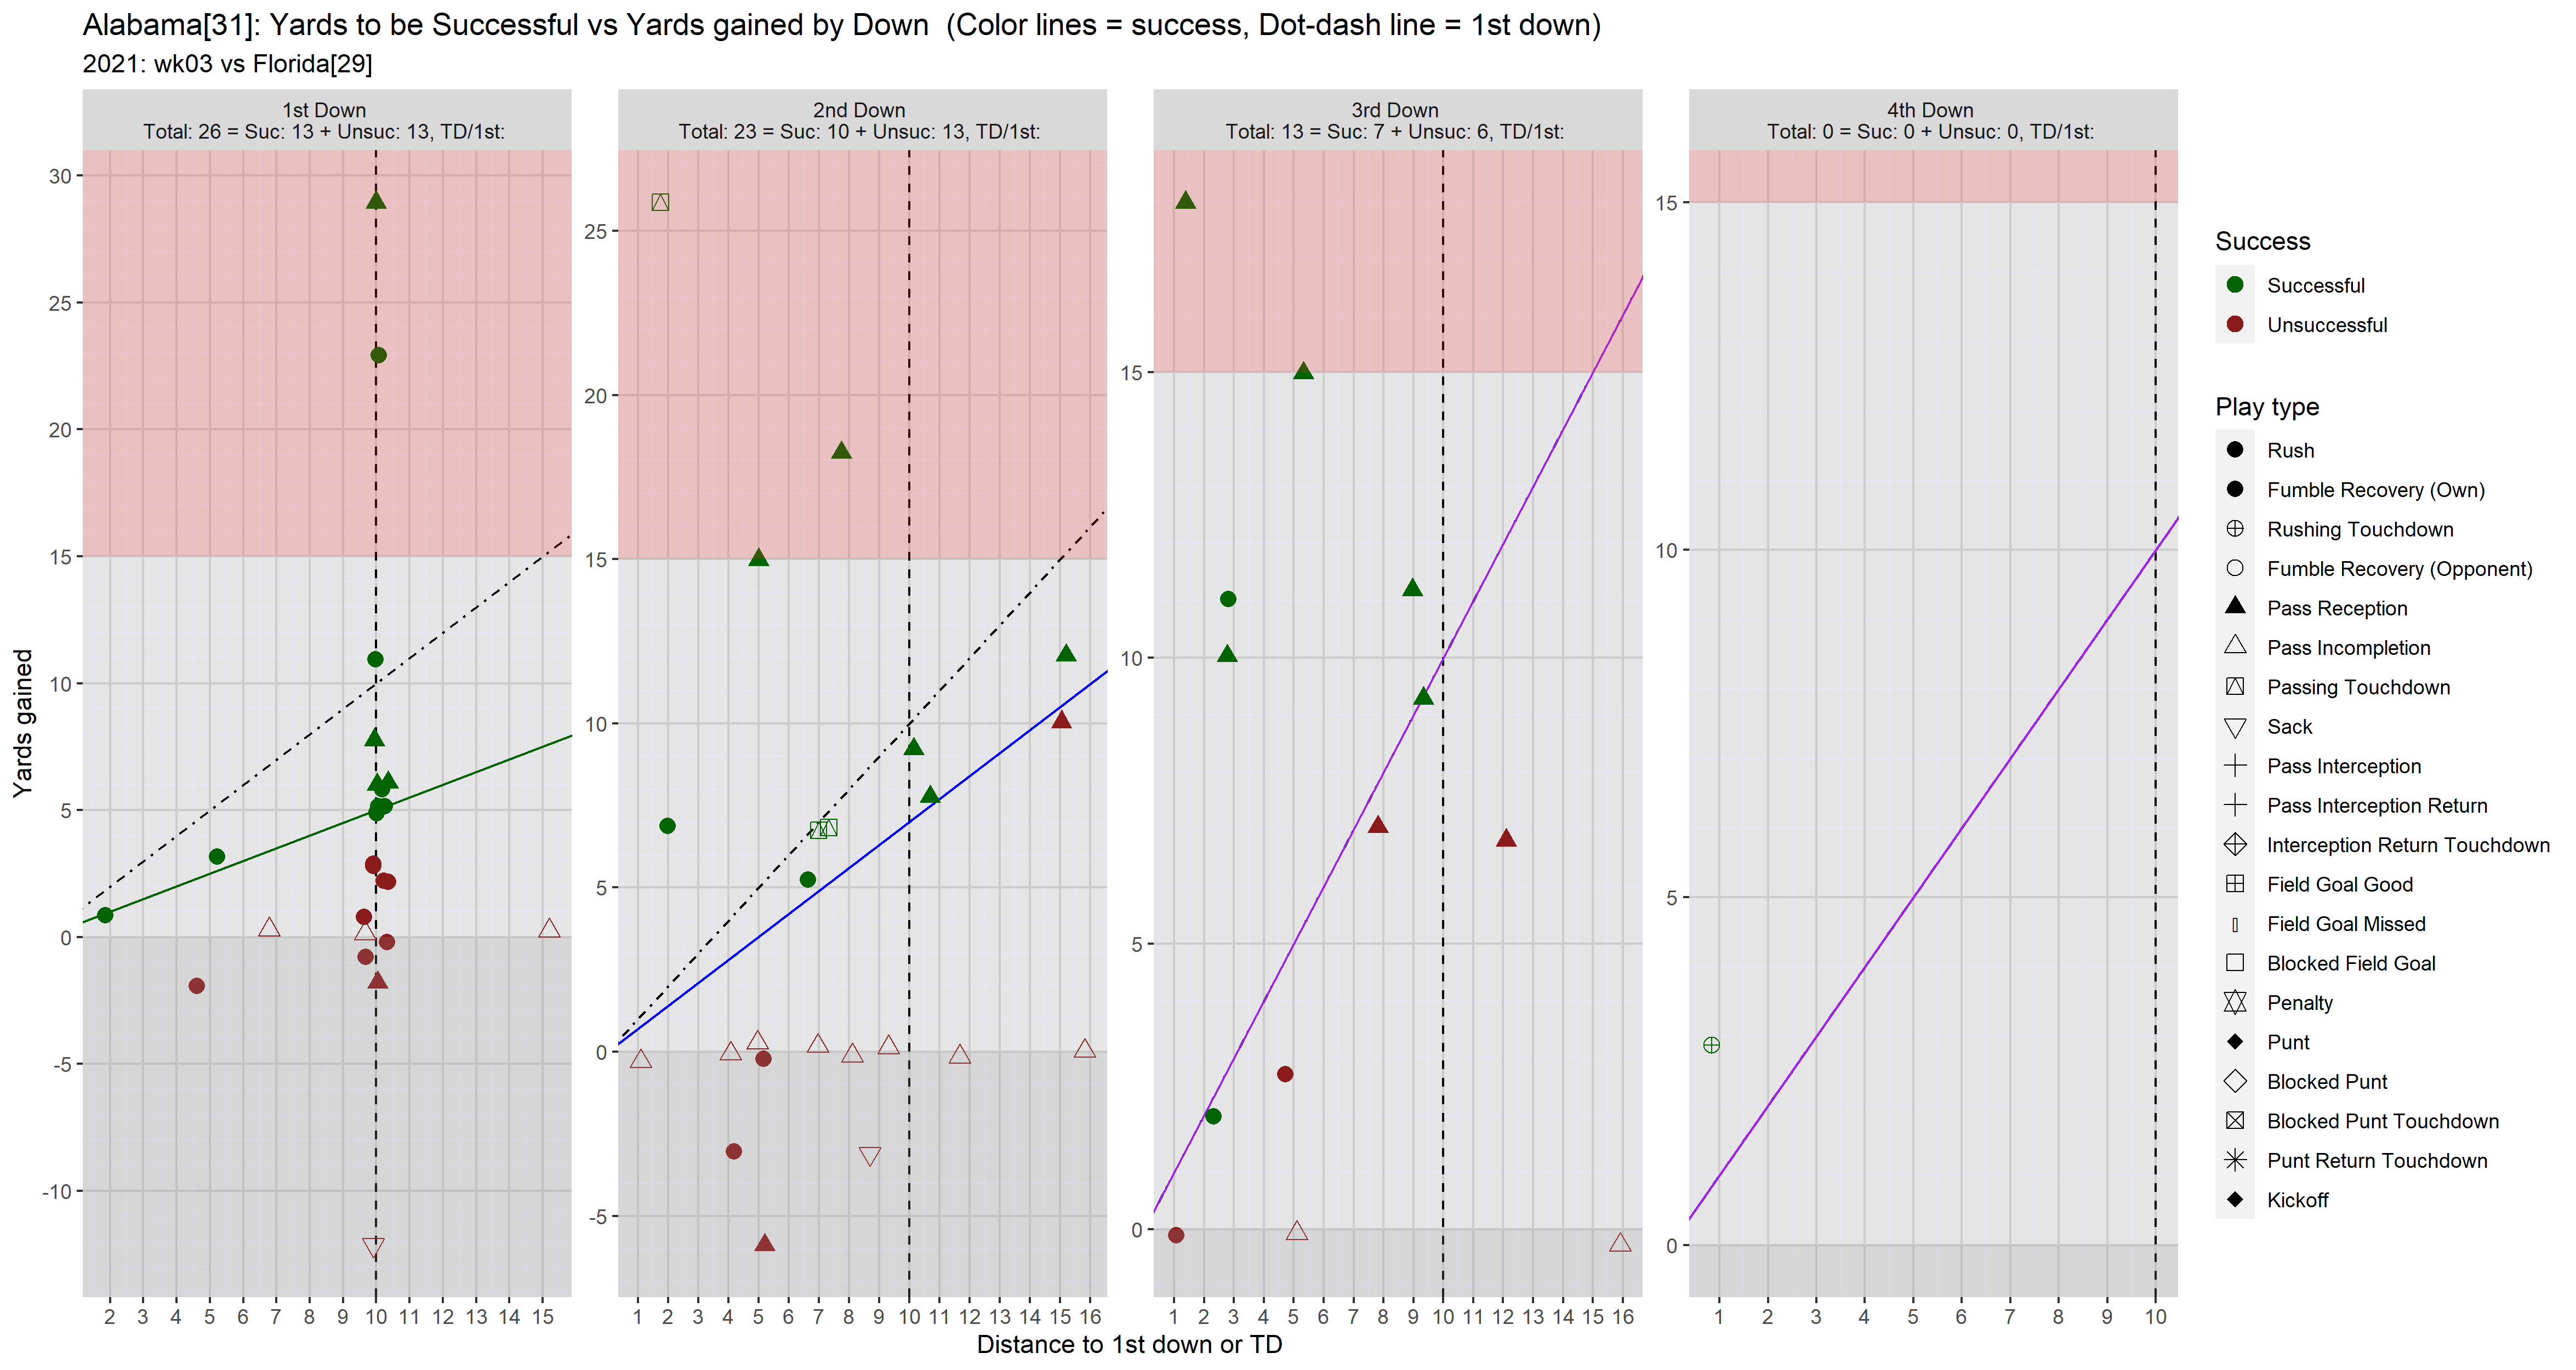 Alabama[31]: Yards to be Successful vs Yards gained by Down  (Color lines = success, Dot-dash line = 1st down)
2021: wk03 vs Florida[29]
1st Down
Total: 26 = Suc: 13 + Unsuc: 13, TD/1st:
2nd Down
Total: 23 = Suc: 10 + Unsuc: 13, TD/1st:
3rd Down
Total: 13 = Suc: 7 + Unsuc: 6, TD/1st:
4th Down
Total: 0 = Suc: 0 + Unsuc: 0, TD/1st:
Yards gained
30
25
20
15
10
5
0
-5
-10
2 3 4 5 6 7 8 9 10 11 12 13 14 15
25
20
15
10
5
0
-5
1 2 3 4 5 6 7 8 9 10 11 12 13 14 15 16
15
10
5
0
1 2 3 4 5 6 7 8 9 10 11 12 13 14 15 16
15
10
5
0
1 2 3 4 5 6 7 8 9 10
Distance to 1st down or TD
Success
Successful
Unsuccessful
Play type
Rush
Fumble Recovery (Own)
Rushing Touchdown
Fumble Recovery (Opponent)
Pass Reception
Pass Incompletion
Passing Touchdown
Sack
Pass Interception
Pass Interception Return
Interception Return Touchdown
Field Goal Good
Field Goal Missed
Blocked Field Goal
Penalty
Punt
Blocked Punt
Blocked Punt Touchdown
Punt Return Touchdown
Kickoff